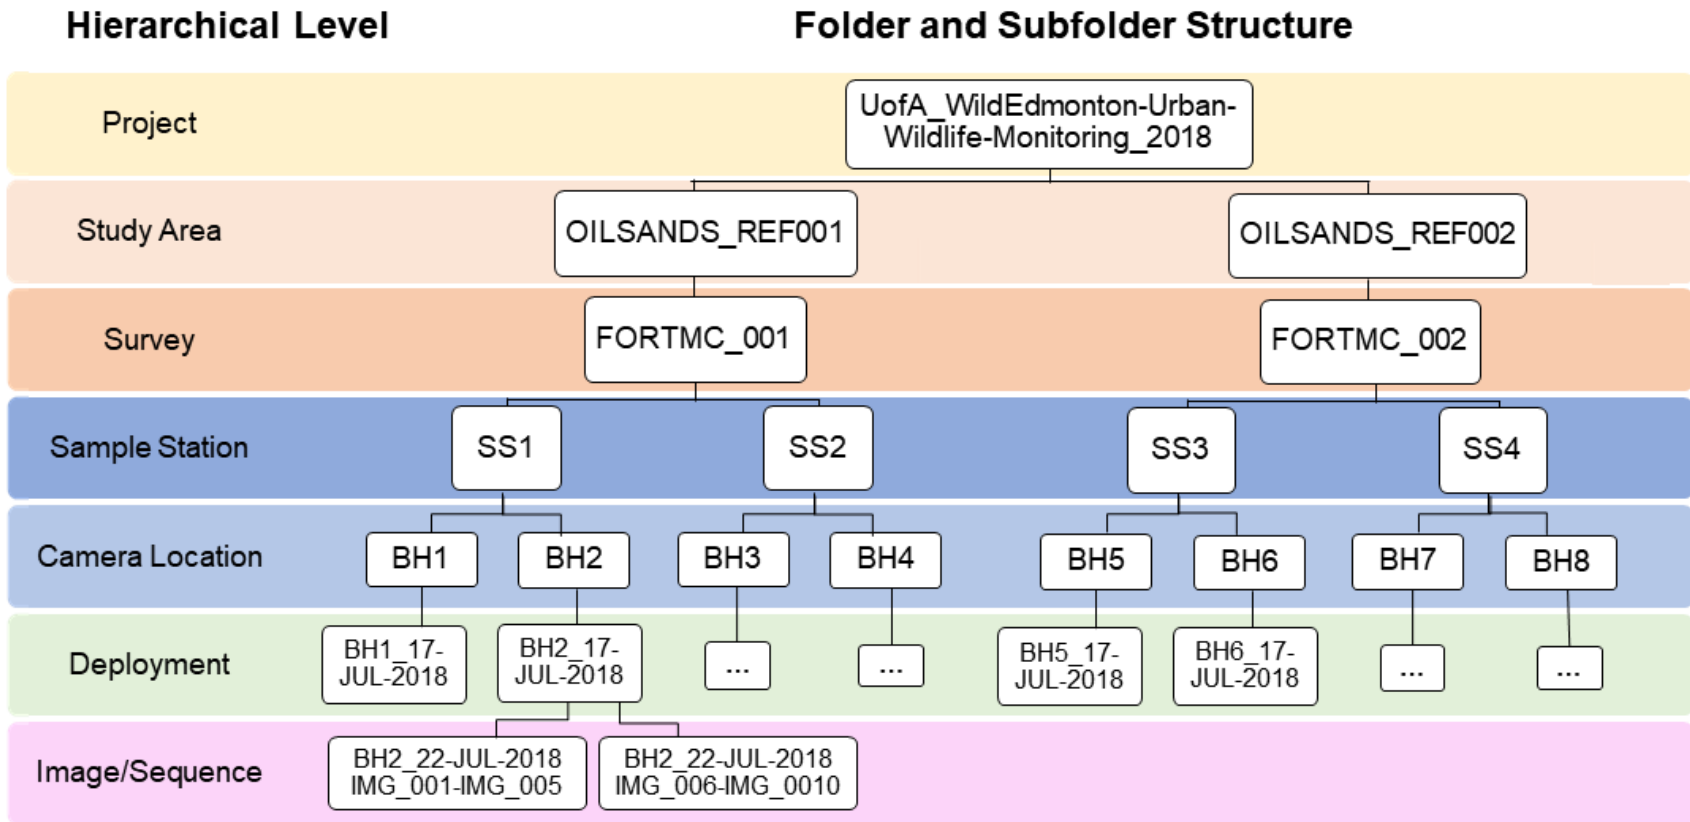 Hierarchical Level
Folder and Subfolder Structure
Project
UofA_WildEdmonton-Urban-
Wildlife-Monitoring_2018
Study Area
OILSANDS_REF001
OILSANDS_REF002
Survey
FORTMC_001
FORTMC_002
Sample Station
SS1
SS2
SS3
SS4
Camera Location
BH1
BH2
BH3
BH4
BH5
BH6
BH7
BH8
Deployment
BH1_17-
JUL-2018
BH2_17-
JUL-2018
...
...
BH5_17-
JUL-2018
BH6_17-
JUL-2018
...
...
Image/Sequence
BH2_22-JUL-2018
IMG_001-IMG_005
BH2_22-JUL-2018
IMG_006-IMG_0010